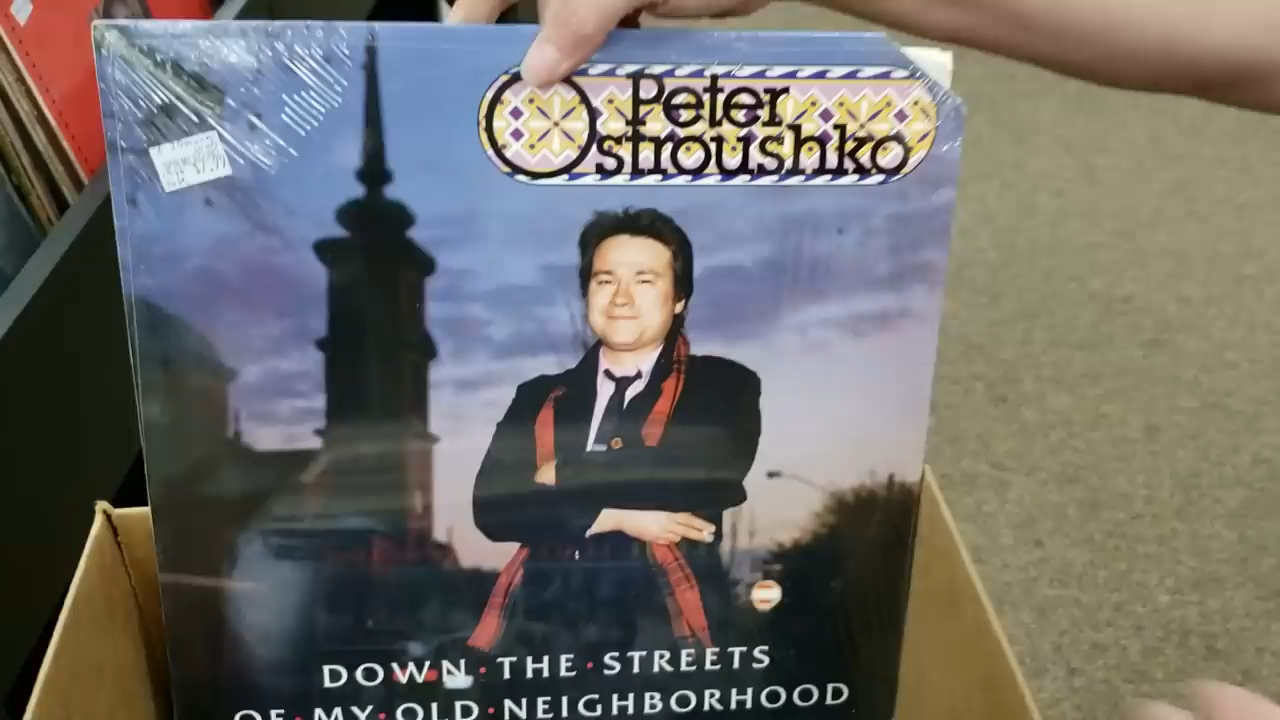 Peter
Ostroushko
DOWN · THE · STREETS
OF · MY · OLD · NEIGHBORHOOD